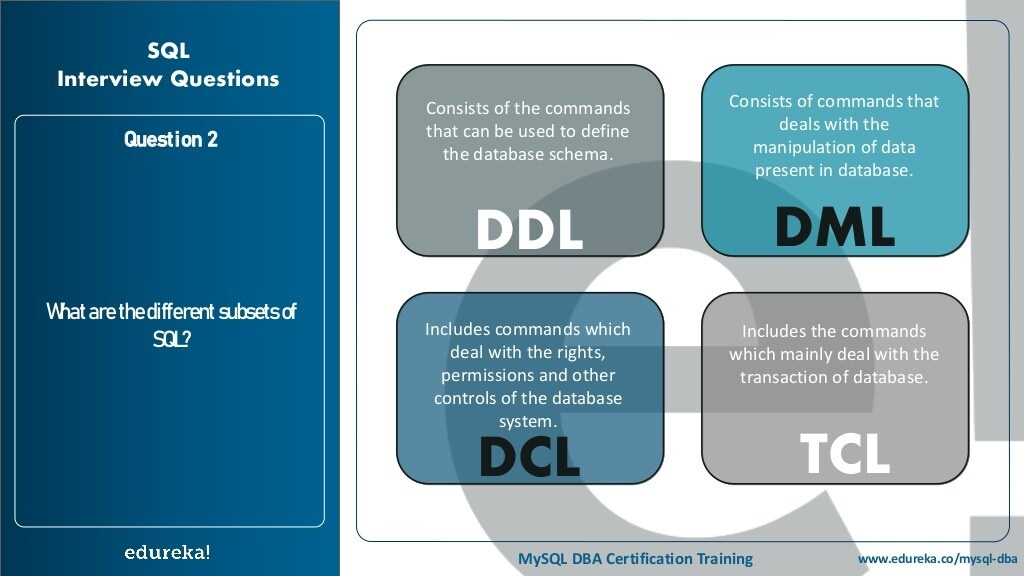 SQL
Interview Questions
Question 2
What are the different subsets of
SQL?
edureka!
Consists of the commands
that can be used to define
the database schema.
DDL
Consists of commands that
deals with the
manipulation of data
present in database.
DML
Includes commands which
deal with the rights,
permissions and other
controls of the database
system.
DCL
Includes the commands
which mainly deal with the
transaction of database.
TCL
MySQL DBA Certification Training
www.edureka.co/mysql-dba